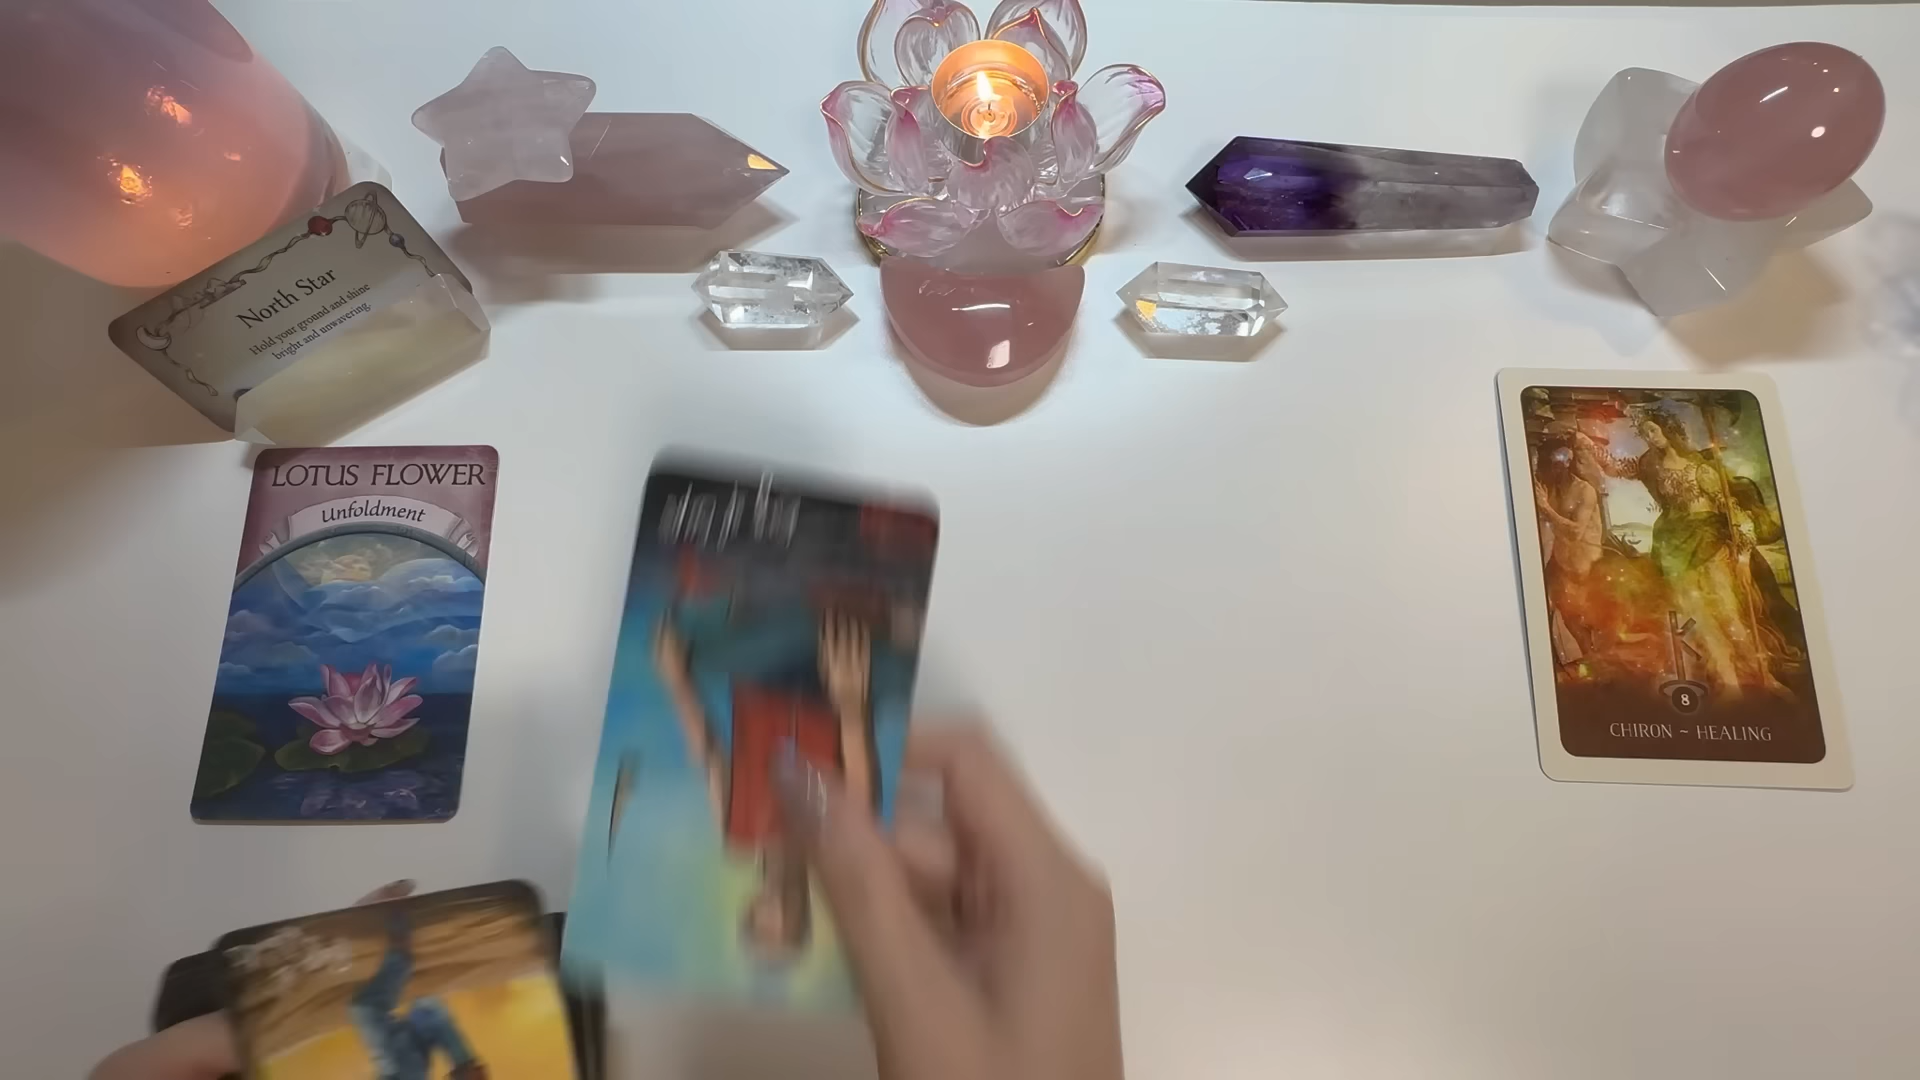 North Star
Hold your ground and shine
bright and unwavering.
LOTUS FLOWER
Unfoldment
8
CHIRON ~ HEALING